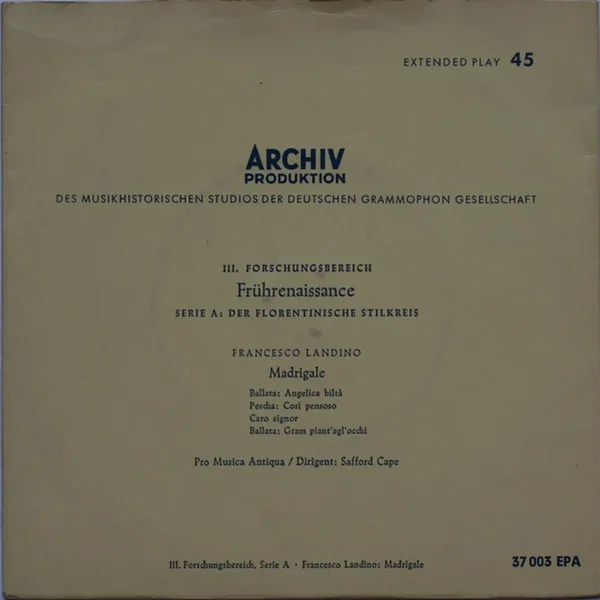 EXTENDED PLAY 45
ARCHIV
PRODUKTION
DES MUSIKHISTORISCHEN STUDIOS DER DEUTSCHEN GRAMMOPHON GESELLSCHAFT
III. FORSCHUNGSBEREICH
Frührenaissance
SERIE A: DER FLORENTINISCHE STILKREIS
FRANCESCO LANDINO
Madrigale
Ballata: Angelica biltà
Pescha: Cosi pensoso
Caro signor
Ballata: Gram piant'agl'occhi
Pro Musica Antiqua / Dirigent: Safford Cape
III. Forschungsbereich, Serie A · Francesco Landino: Madrigale
37 003 EPA